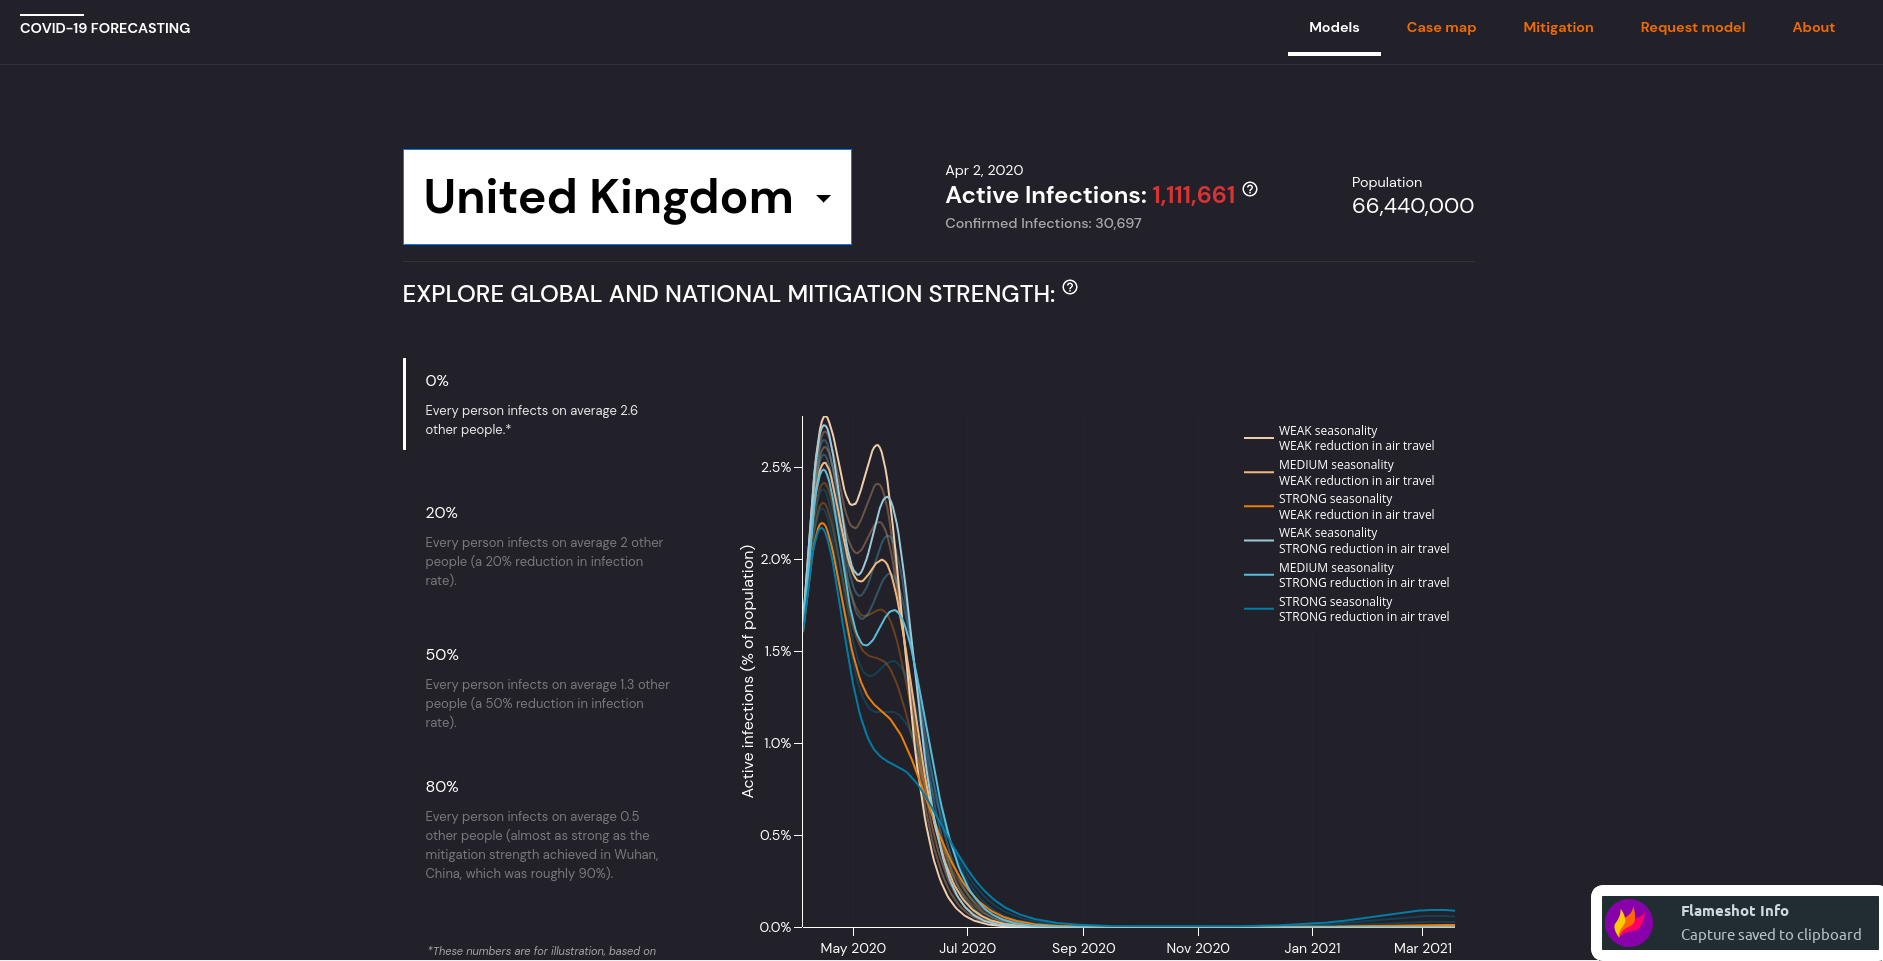 COVID-19 FORECASTING
Models
Case map
Mitigation
Request model
About
United Kingdom
Apr 2, 2020
Active Infections: 1,111,661
Confirmed Infections: 30,697
Population
66,440,000
EXPLORE GLOBAL AND NATIONAL MITIGATION STRENGTH:
0%
Every person infects on average 2.6
other people.*
20%
Every person infects on average 2 other
people (a 20% reduction in infection
rate).
50%
Every person infects on average 1.3 other
people (a 50% reduction in infection
rate).
80%
Every person infects on average 0.5
other people (almost as strong as the
mitigation strength achieved in Wuhan,
China, which was roughly 90%).
*These numbers are for illustration, based on
Active infections (% of population)
2.5%
2.0%
1.5%
1.0%
0.5%
0.0%
May 2020
Jul 2020
Sep 2020
Nov 2020
Jan 2021
Mar 2021
WEAK seasonality
WEAK reduction in air travel
MEDIUM seasonality
WEAK reduction in air travel
STRONG seasonality
WEAK reduction in air travel
WEAK seasonality
STRONG reduction in air travel
MEDIUM seasonality
STRONG reduction in air travel
STRONG seasonality
STRONG reduction in air travel
Flameshot Info
Capture saved to clipboard